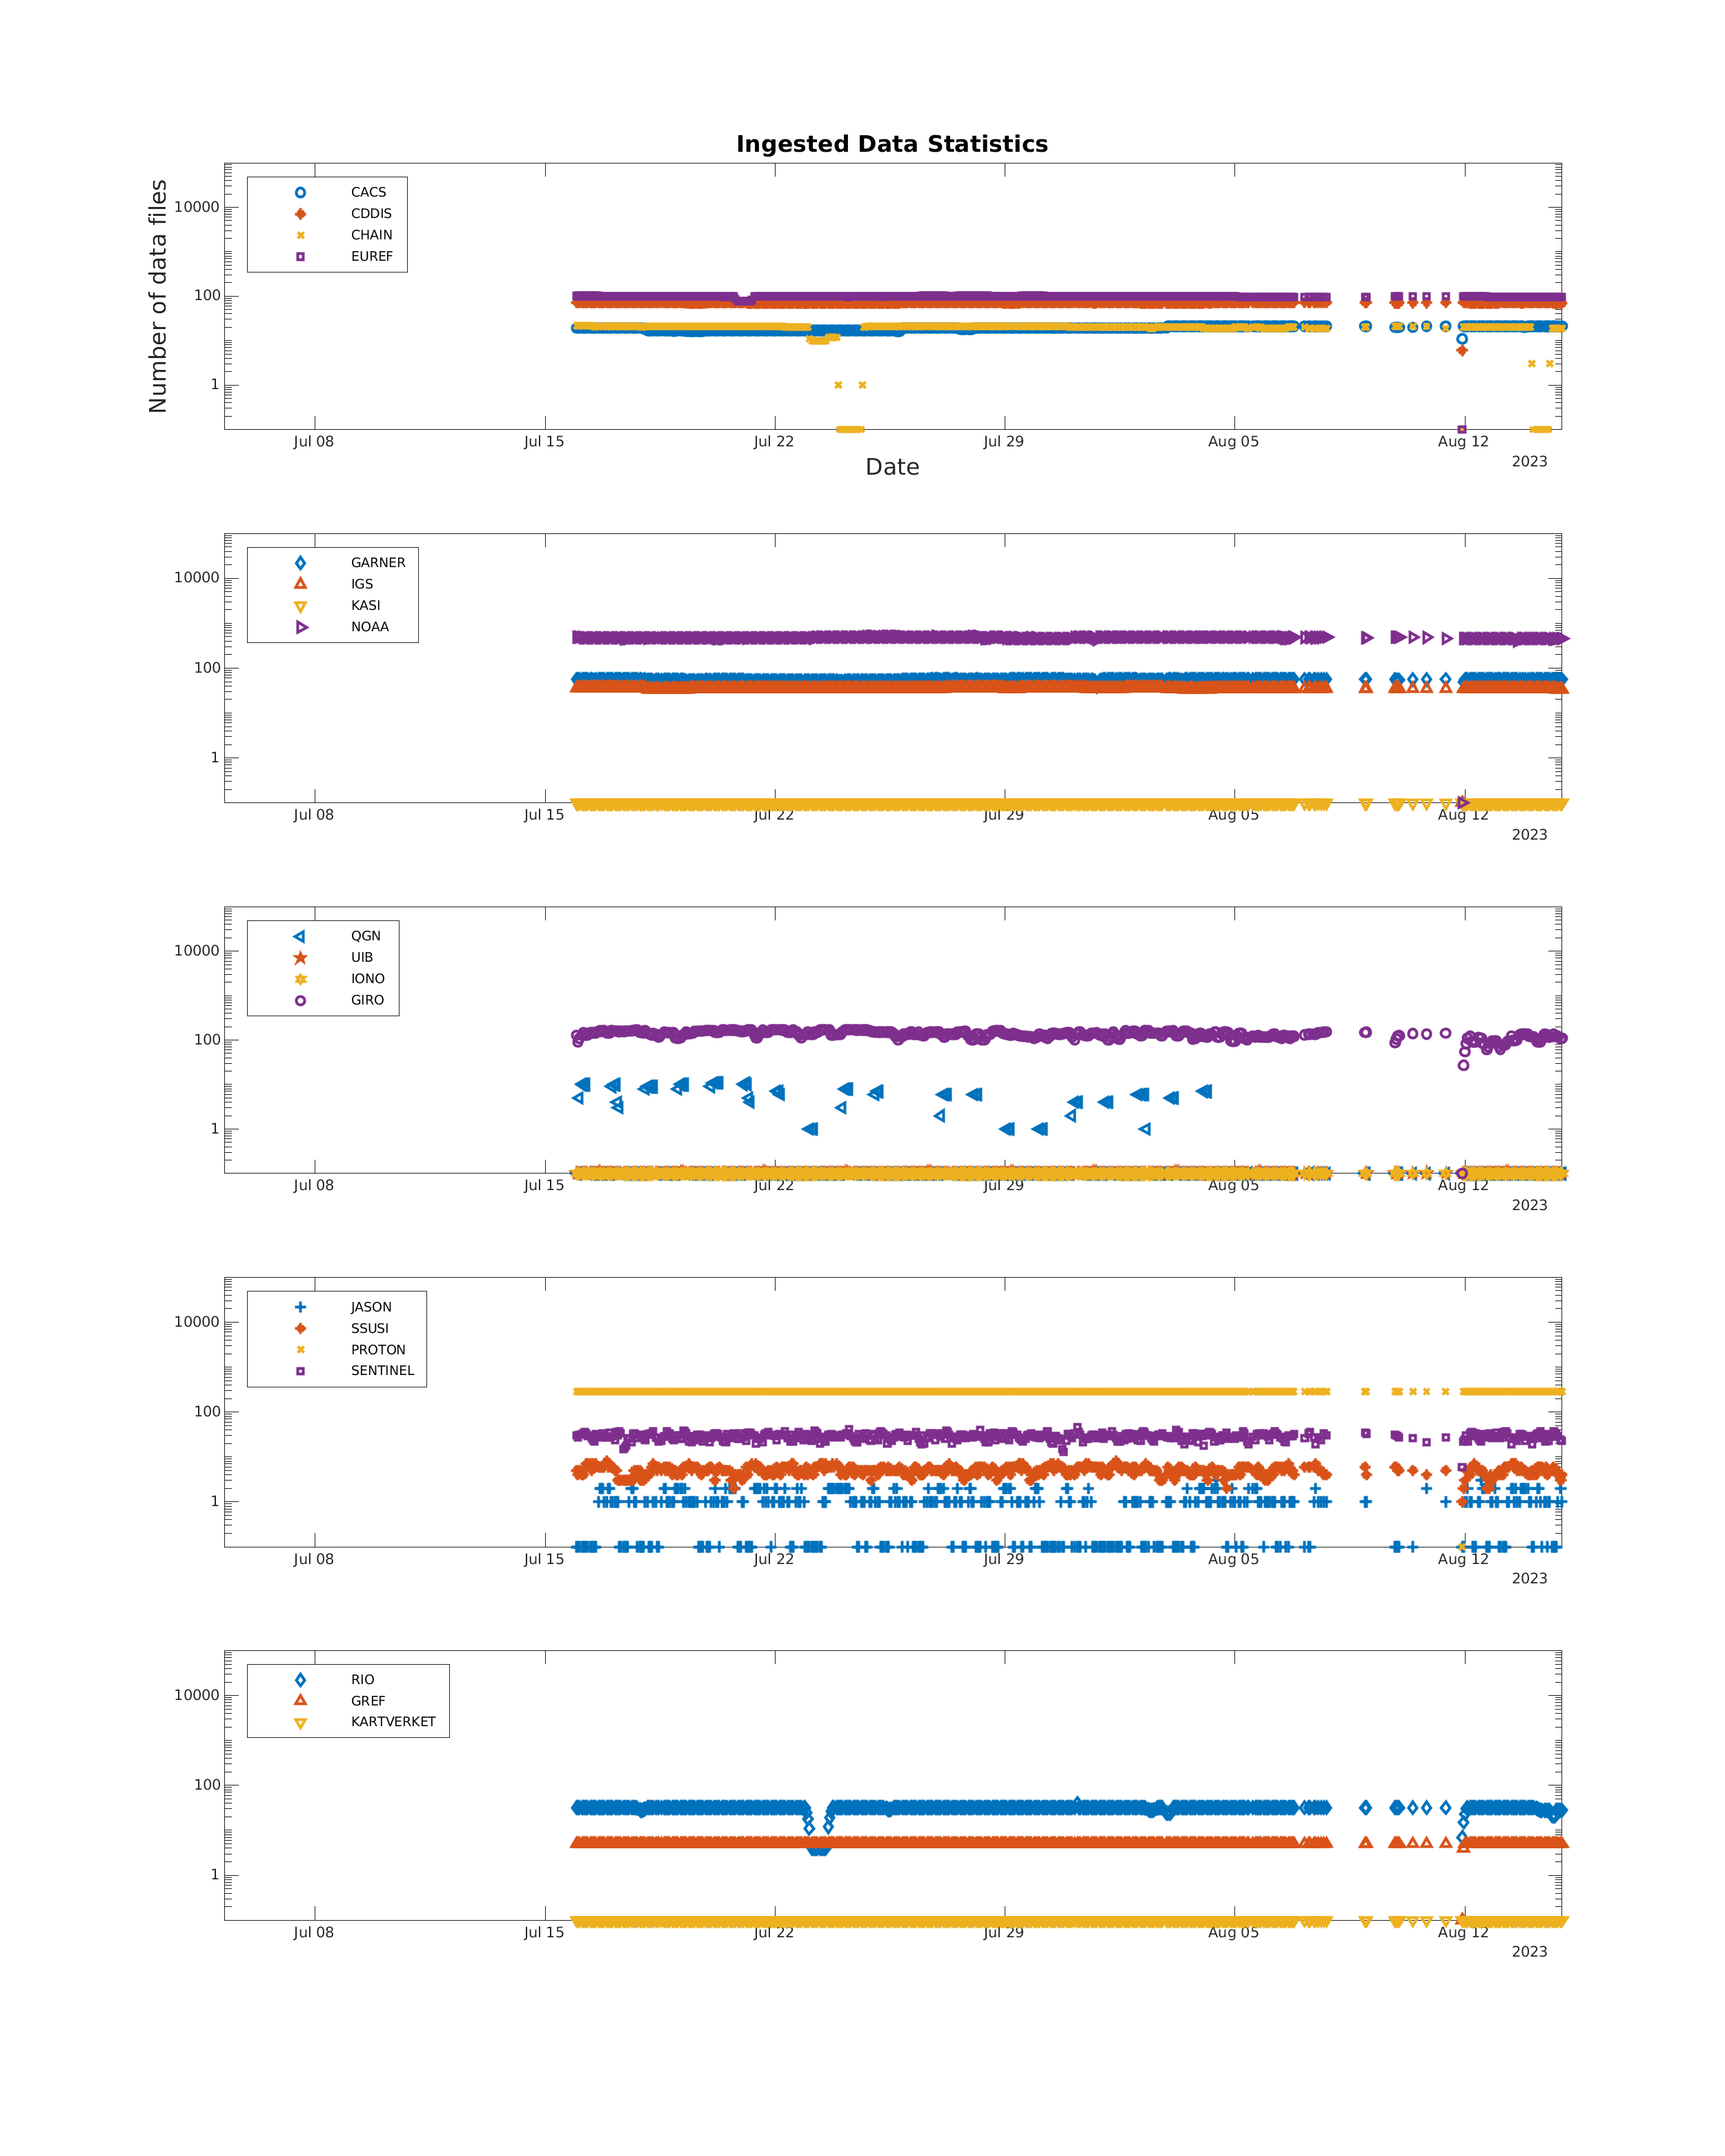 Ingested Data Statistics
Number of data files
CACS
CDDIS
CHAIN
EUREF
10000
100
1
Jul 08 Jul 15 Jul 22 Jul 29 Aug 05 Aug 12
2023
Date
GARNER
IGS
KASI
NOAA
10000
100
1
Jul 08 Jul 15 Jul 22 Jul 29 Aug 05 Aug 12
2023
QGN
UIB
IONO
GIRO
10000
100
1
Jul 08 Jul 15 Jul 22 Jul 29 Aug 05 Aug 12
2023
JASON
SSUSI
PROTON
SENTINEL
10000
100
1
Jul 08 Jul 15 Jul 22 Jul 29 Aug 05 Aug 12
2023
RIO
GREF
KARTVERKET
10000
100
1
Jul 08 Jul 15 Jul 22 Jul 29 Aug 05 Aug 12
2023